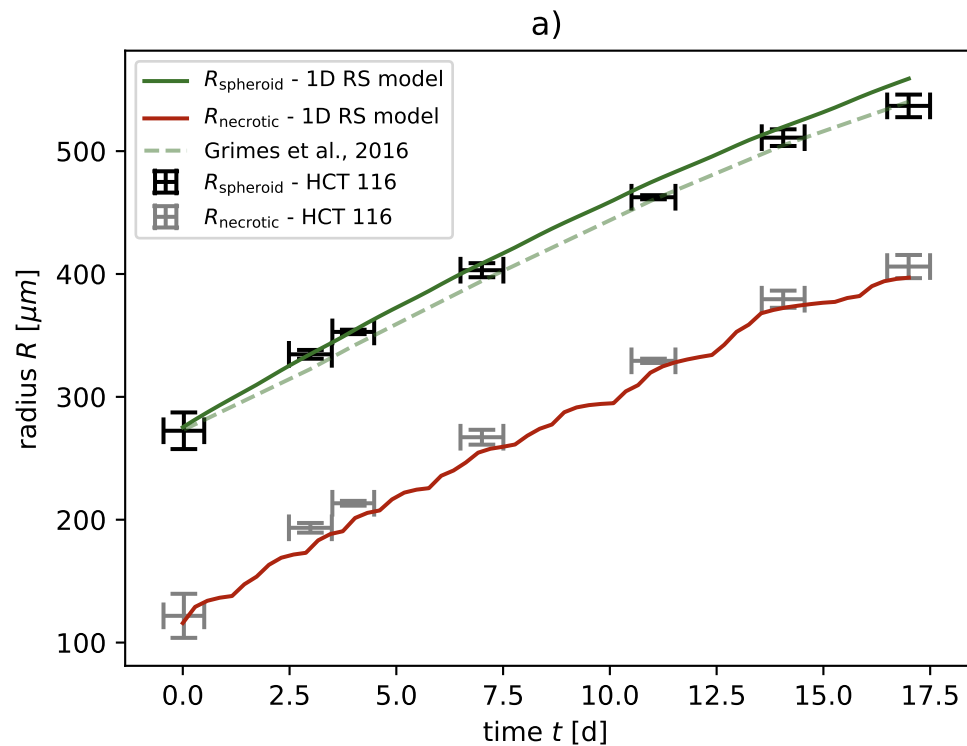 a)
R_spheroid - 1D RS model
R_necrotic - 1D RS model
Grimes et al., 2016
R_spheroid - HCT 116
R_necrotic - HCT 116
radius R [μm]
500
400
300
200
100
0.0 2.5 5.0 7.5 10.0 12.5 15.0 17.5
time t [d]